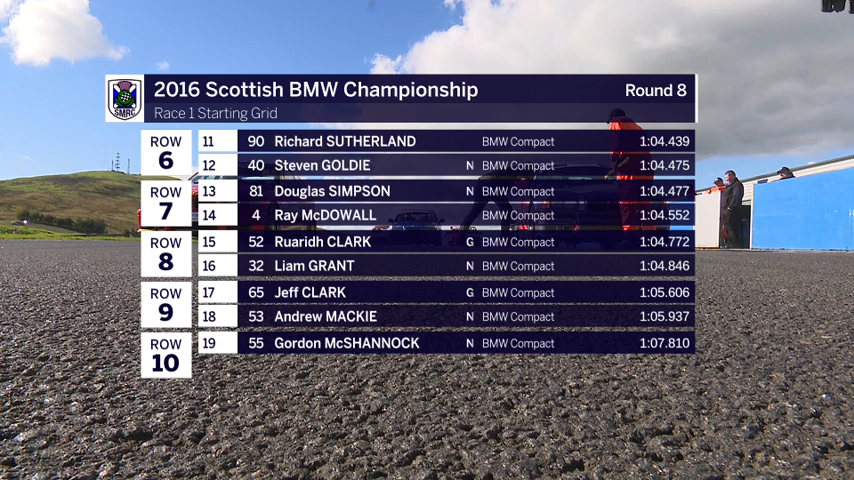 2016 Scottish BMW Championship Round 8
Race 1 Starting Grid
SMRC
ROW 6
11 90 Richard SUTHERLAND BMW Compact 1:04.439
12 40 Steven GOLDIE N BMW Compact 1:04.475
ROW 7
13 81 Douglas SIMPSON N BMW Compact 1:04.477
14 4 Ray McDOWALL BMW Compact 1:04.552
ROW 8
15 52 Ruaridh CLARK G BMW Compact 1:04.772
16 32 Liam GRANT N BMW Compact 1:04.846
ROW 9
17 65 Jeff CLARK G BMW Compact 1:05.606
18 53 Andrew MACKIE N BMW Compact 1:05.937
ROW 10
19 55 Gordon McSHANNOCK N BMW Compact 1:07.810